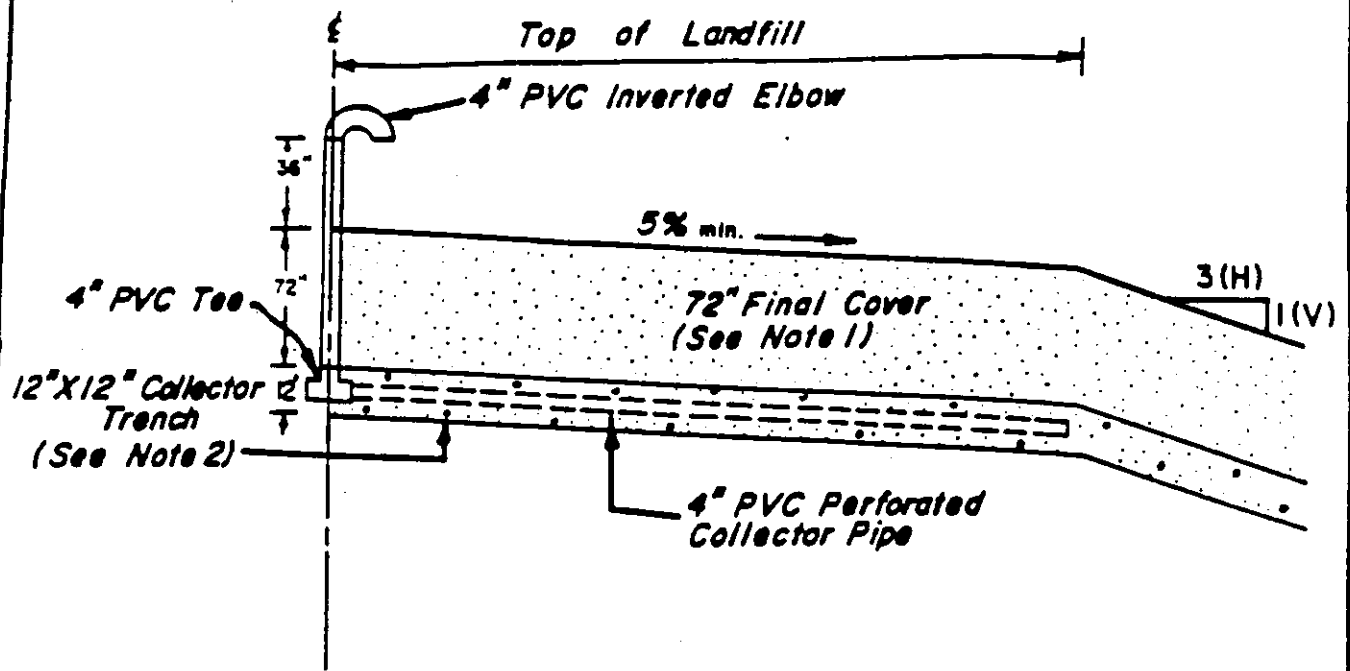 ℄
Top of Landfill
4" PVC Inverted Elbow
36"
5% min.
72"
4" PVC Tee
72" Final Cover
(See Note 1)
3(H)
1(V)
12"X12" Collector
12"
Trench
(See Note 2)
4" PVC Perforated
Collector Pipe